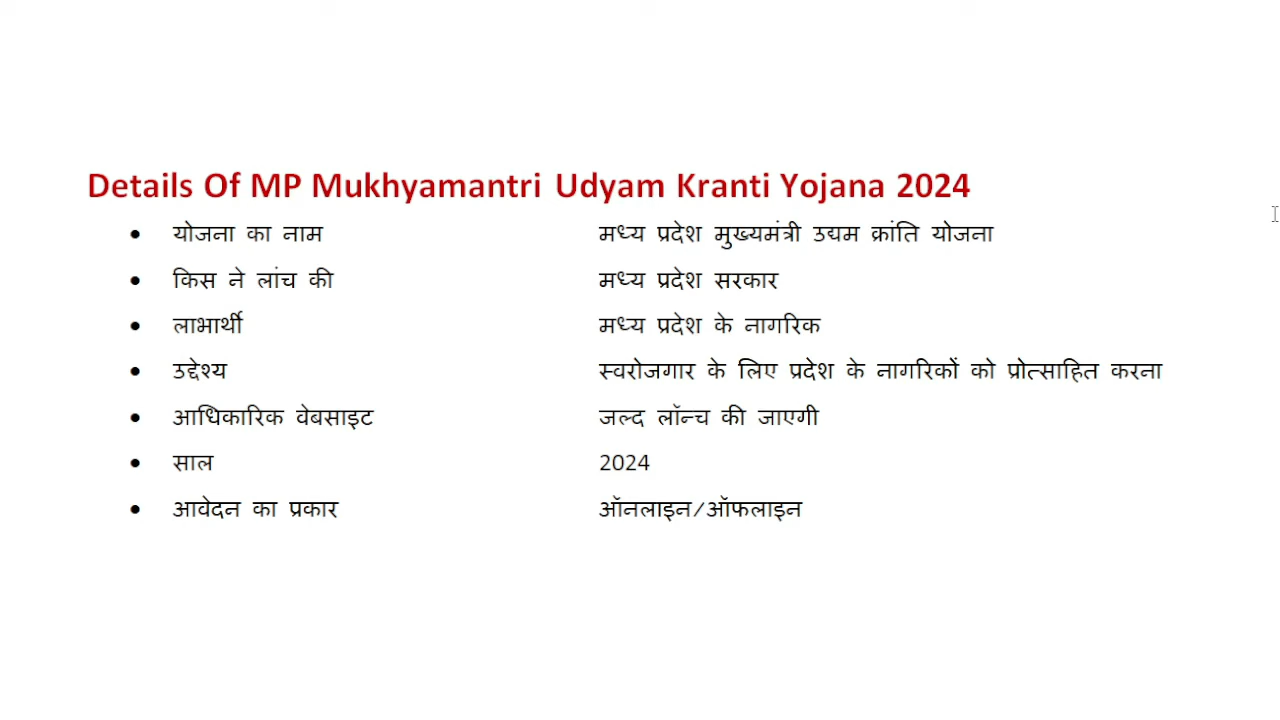 Details Of MP Mukhyamantri Udyam Kranti Yojana 2024
• योजना का नाम मध्य प्रदेश मुख्यमंत्री उद्यम क्रांति योजना
• किस ने लांच की मध्य प्रदेश सरकार
• लाभार्थी मध्य प्रदेश के नागरिक
• उद्देश्य स्वरोजगार के लिए प्रदेश के नागरिकों को प्रोत्साहित करना
• आधिकारिक वेबसाइट जल्द लॉन्च की जाएगी
• साल 2024
• आवेदन का प्रकार ऑनलाइन/ऑफलाइन